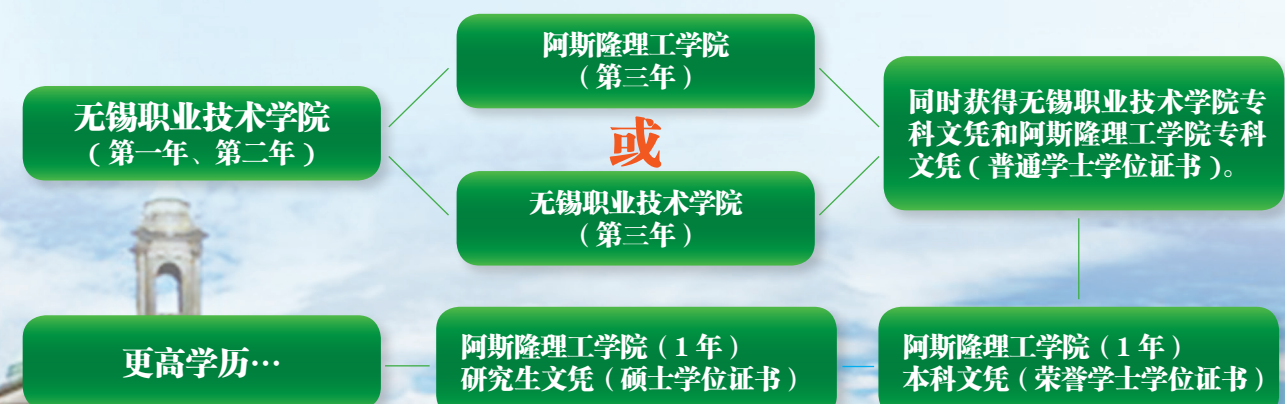 阿斯隆理工学院
（第三年）
无锡职业技术学院
（第一年、第二年）
或
同时获得无锡职业技术学院专
科文凭和阿斯隆理工学院专科
文凭（普通学士学位证书）。
无锡职业技术学院
（第三年）
更高学历…
阿斯隆理工学院（1 年）
研究生文凭（硕士学位证书）
阿斯隆理工学院（1 年）
本科文凭（荣誉学士学位证书）